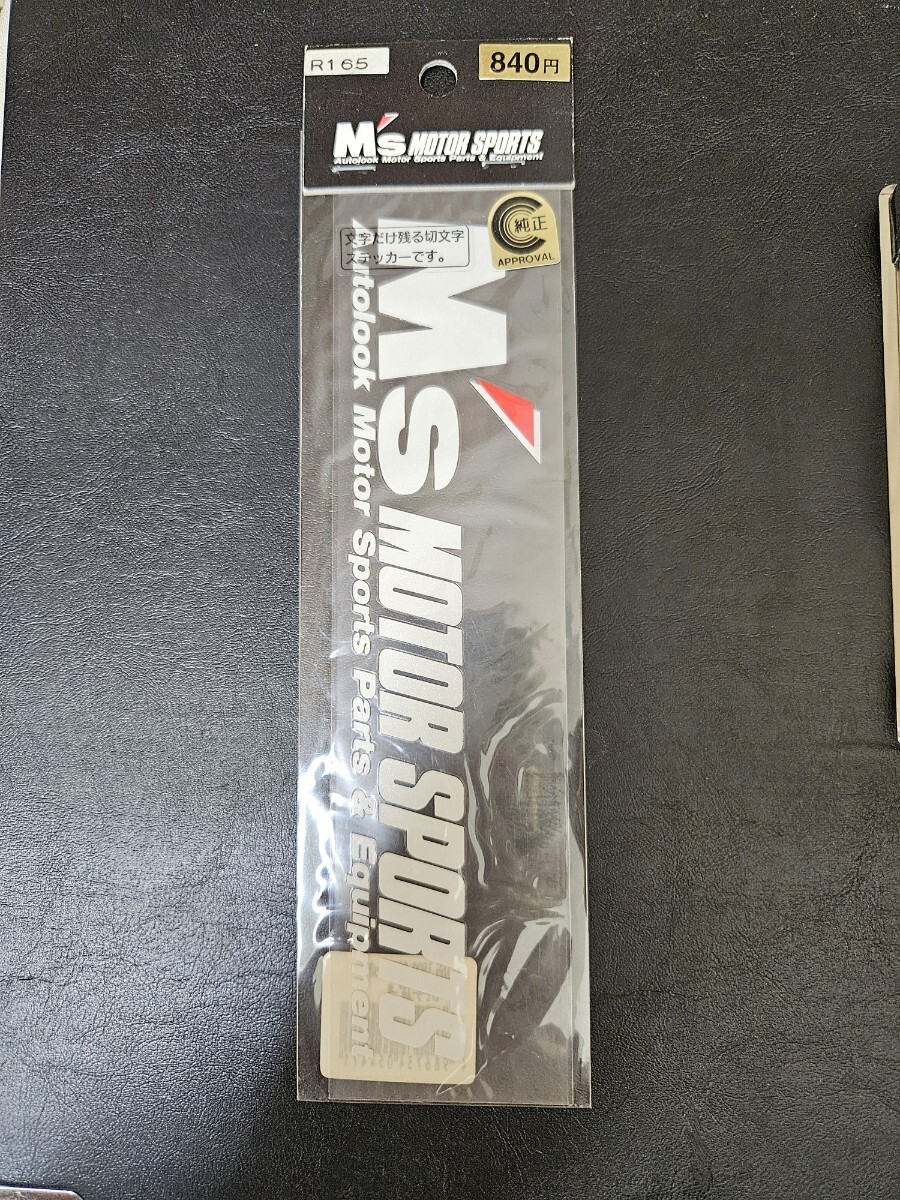 R165
840円
M's MOTOR SPORTS
Autolook Motor Sports Parts & Equipment
純正
APPROVAL
文字だけ残る切文字
ステッカーです。
M's MOTOR SPORTS
Autolook Motor Sports Parts & Equipment